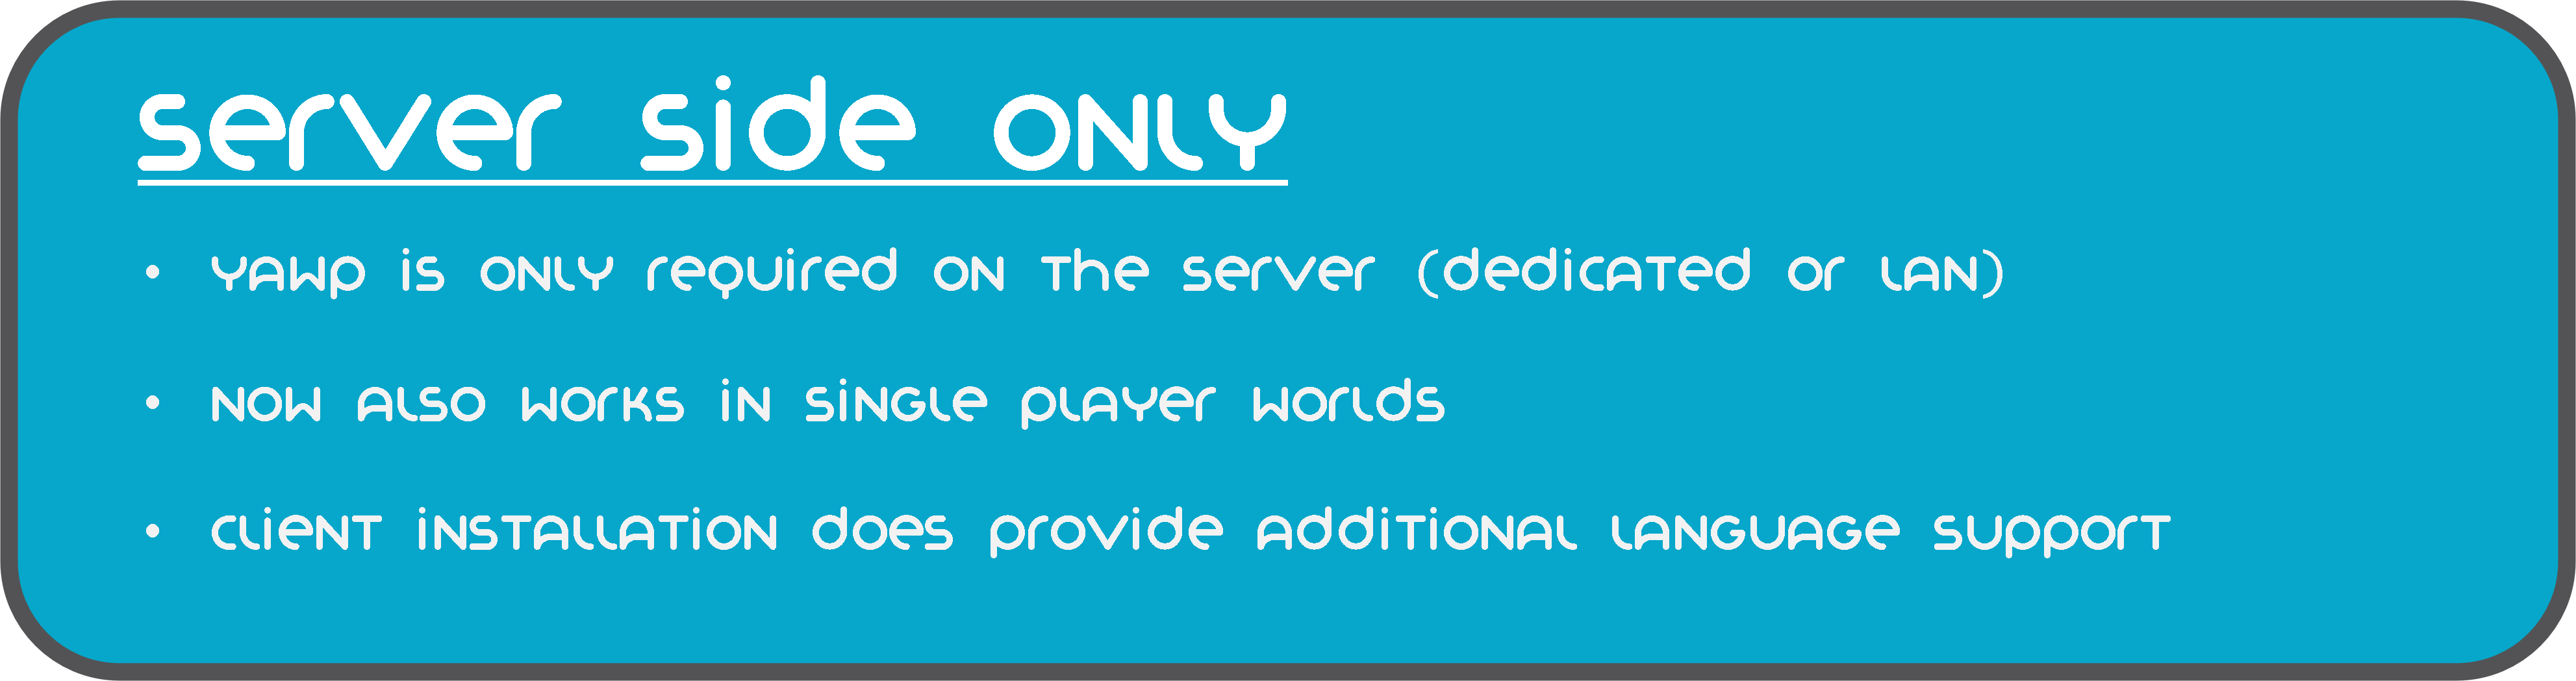 server side only
• YAWP is only required on the server (dedicated or LAN)
• Now also works in single player worlds
• Client installation does provide additional language support